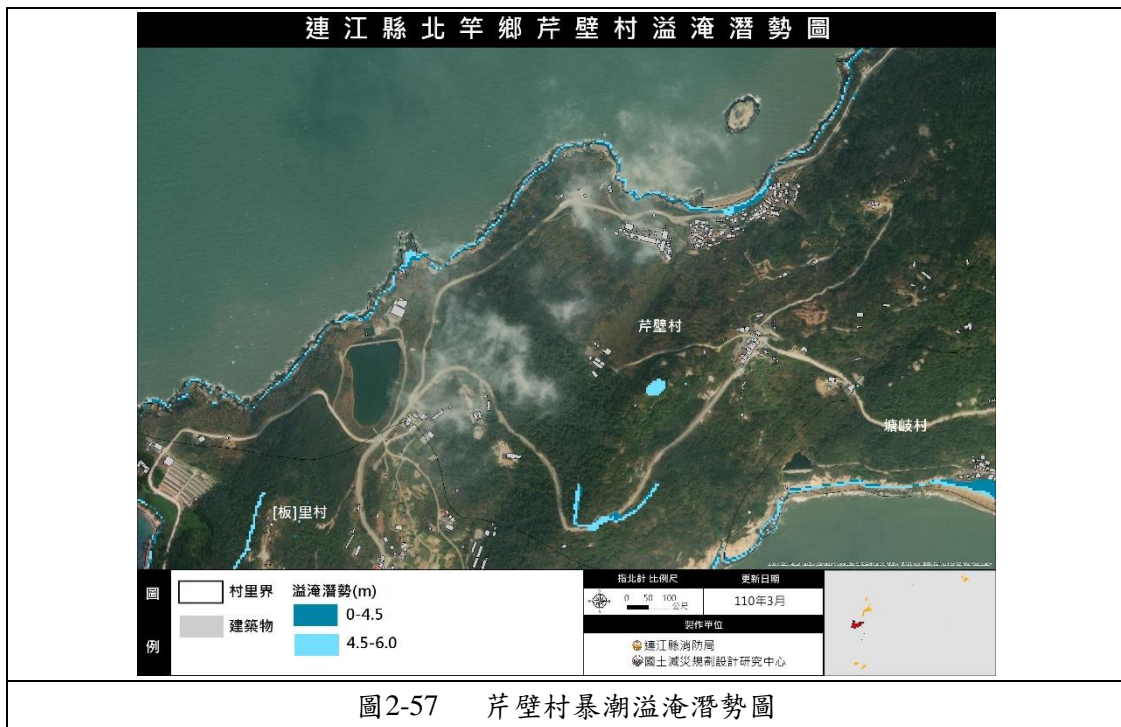 連江縣北竿鄉芹壁村溢淹潛勢圖
芹壁村
塘岐村
[板]里村
圖例
村里界
建築物
溢淹潛勢(m)
0-4.5
4.5-6.0
指北針 比例尺
0 50 100
公尺
更新日期
110年3月
製作單位
連江縣消防局
國土減災規劃設計研究中心
圖2-57 芹壁村暴潮溢淹潛勢圖